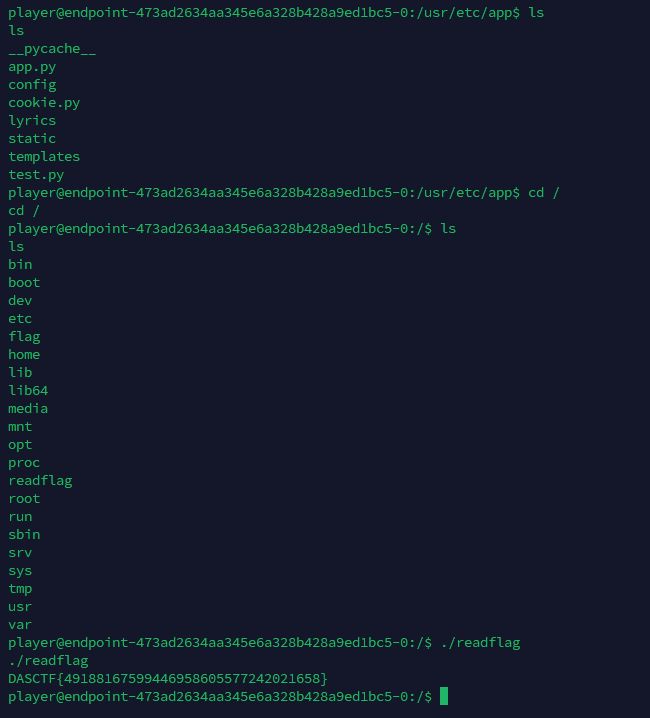 player@endpoint-473ad2634aa345e6a328b428a9ed1bc5-0:/usr/etc/app$ ls
ls
__pycache__
app.py
config
cookie.py
lyrics
static
templates
test.py
player@endpoint-473ad2634aa345e6a328b428a9ed1bc5-0:/usr/etc/app$ cd /
cd /
player@endpoint-473ad2634aa345e6a328b428a9ed1bc5-0:/$ ls
ls
bin
boot
dev
etc
flag
home
lib
lib64
media
mnt
opt
proc
readflag
root
run
sbin
srv
sys
tmp
usr
var
player@endpoint-473ad2634aa345e6a328b428a9ed1bc5-0:/$ ./readflag
./readflag
DASCTF{49188167599446958605577242021658}
player@endpoint-473ad2634aa345e6a328b428a9ed1bc5-0:/$